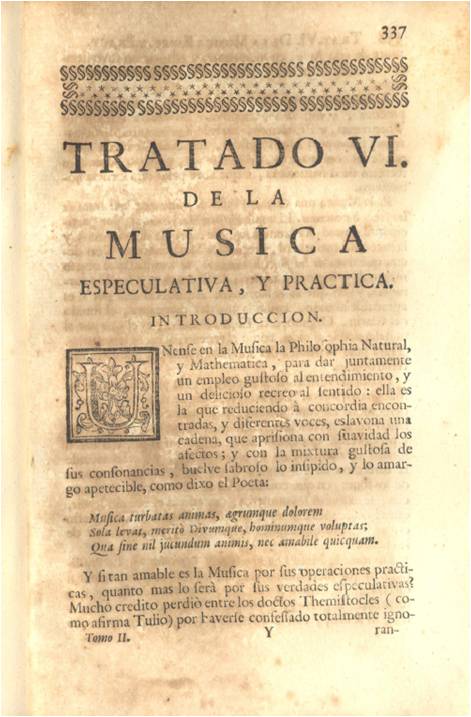 337
TRATADO VI.
DE LA
MUSICA
ESPECULATIVA, Y PRACTICA.
INTRODUCCION.
UNense en la Musica la Philosophia Natural,
y Mathematica, para dar juntamente
un empleo gustoso al entendimiento, y
un delicioso recreo al sentido: ella es
la que reduciendo à concordia encon-
tradas, y diferentes voces, eslavona una
cadena, que aprisiona con suavidad los
afectos; y con la mixtura gustosa de
sus consonancias, buelve sabroso lo insipido, y lo amar-
go apetecible, como dixo el Poeta:
Musica turbatas animas, ægrumque dolorem
Sola levat, meritò Divumque, hominumque voluptas;
Qua sine nil jucundum animis, nec amabile quicquam.
Y si tan amable es la Musica por sus operaciones practi-
cas, quanto mas lo serà por sus verdades especulativas?
Mucho credito perdiò entre los doctos Themistocles (co-
mo afirma Tulio) por haverse confessado totalmente igno-
Tomo II. Y ran-